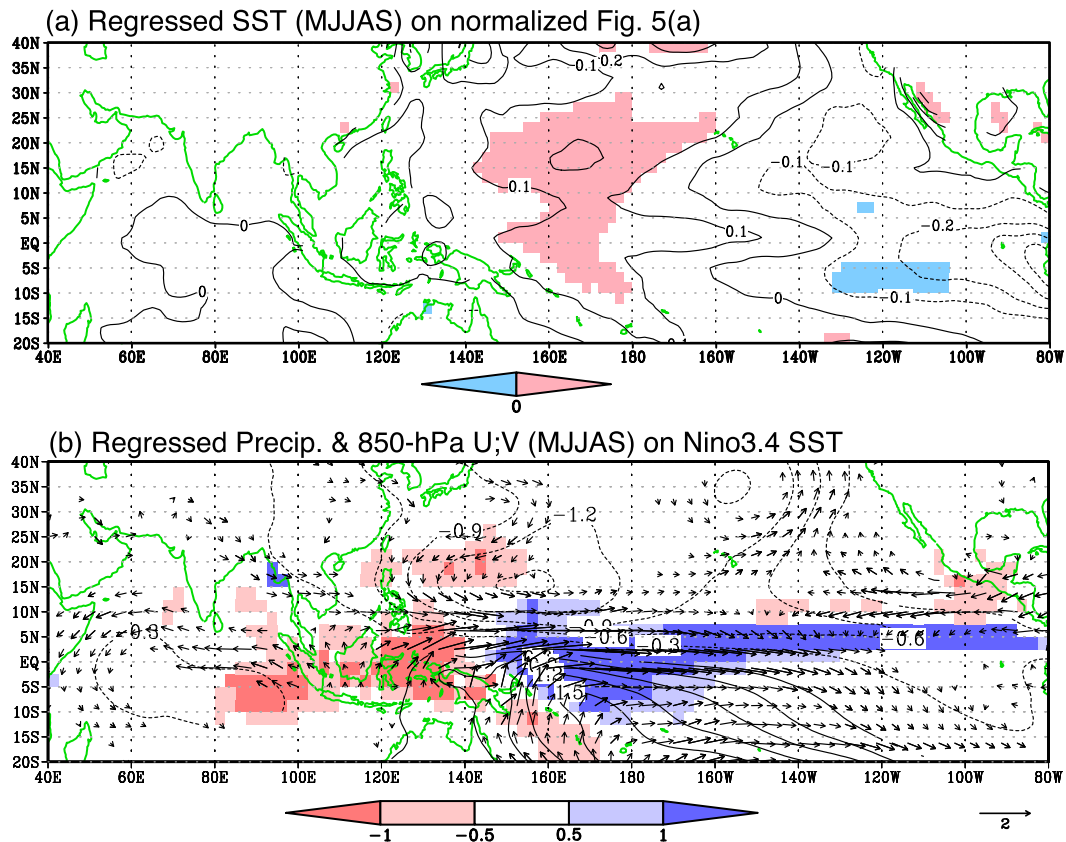 (a) Regressed SST (MJJAS) on normalized Fig. 5(a)
40N
35N
30N
25N
20N
15N
10N
5N
EQ
5S
10S
15S
20S
0.1
0.2
0.1
0.1
0
0
0
-0.1
-0.1
-0.2
-0.1
40E 60E 80E 100E 120E 140E 160E 180 160W 140W 120W 100W 80W
0
(b) Regressed Precip. & 850-hPa U;V (MJJAS) on Nino3.4 SST
40N
35N
30N
25N
20N
15N
10N
5N
EQ
5S
10S
15S
20S
-0.9
-1.2
-0.6
-0.3
-0.6
0.3
1.5
40E 60E 80E 100E 120E 140E 160E 180 160W 140W 120W 100W 80W
-1 -0.5 0.5 1
2